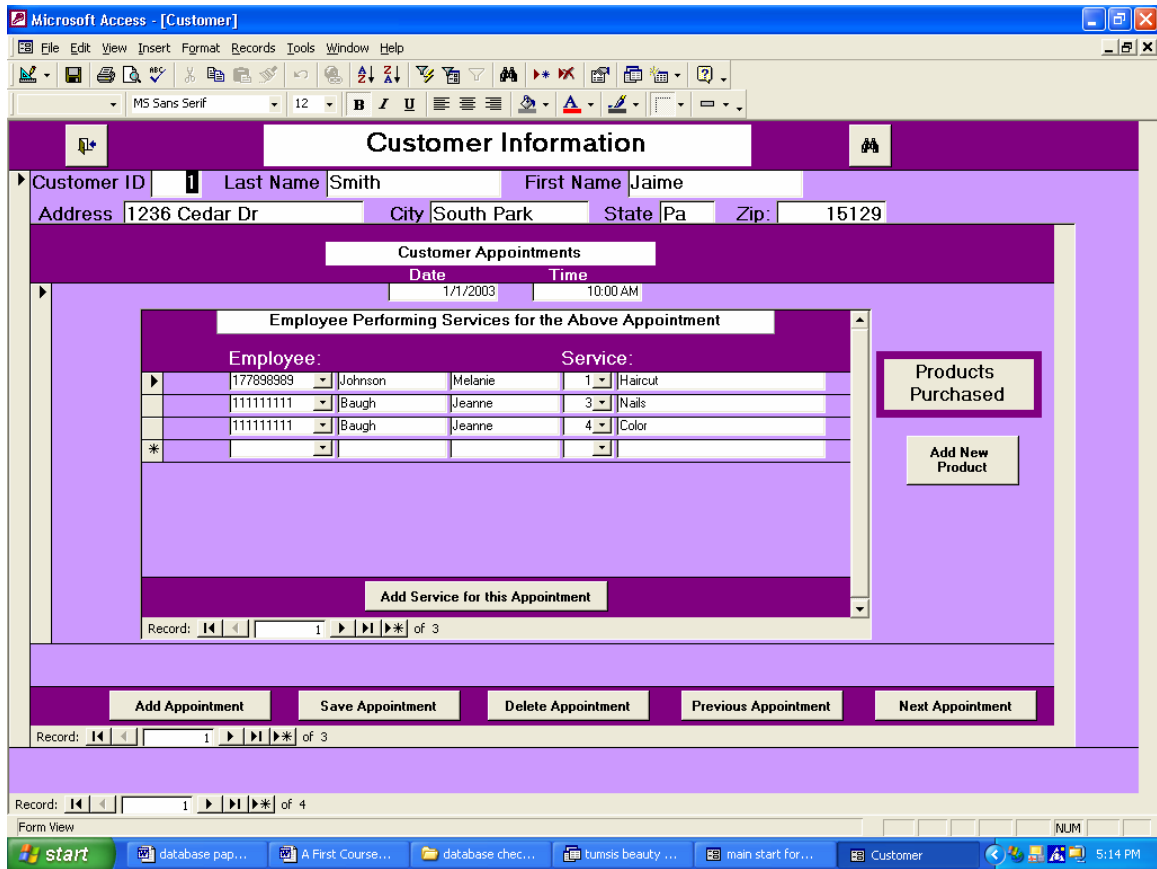 Microsoft Access - [Customer]
File Edit View Insert Format Records Tools Window Help
MS Sans Serif 12 B I U
Customer Information
Customer ID 1 Last Name Smith First Name Jaime
Address 1236 Cedar Dr City South Park State Pa Zip: 15129
Customer Appointments
Date Time
1/1/2003 10:00 AM
Employee Performing Services for the Above Appointment
Employee: Service:
177898989 Johnson Melanie 1 Haircut
111111111 Baugh Jeanne 3 Nails
111111111 Baugh Jeanne 4 Color
Products
Purchased
Add New
Product
Add Service for this Appointment
Record: 1 of 3
Add Appointment Save Appointment Delete Appointment Previous Appointment Next Appointment
Record: 1 of 3
Record: 1 of 4
Form View NUM
start database pap... A First Course... database chec... tumsis beauty ... main start for... Customer 5:14 PM